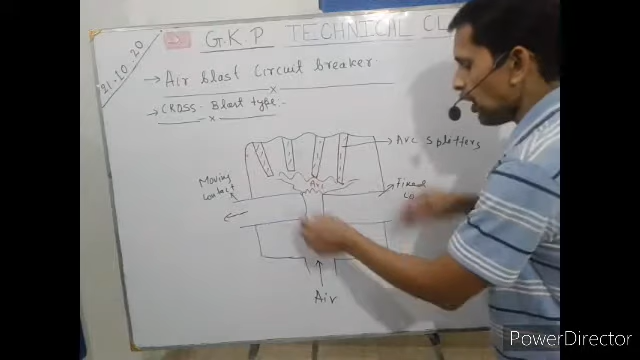 21.10.20
G.K.P TECHNICAL CL
→ Air blast circuit breaker.
→ CROSS-Blast type:-
Arc splitters
Moving
contact
Arc
Fixed
Air
PowerDirector